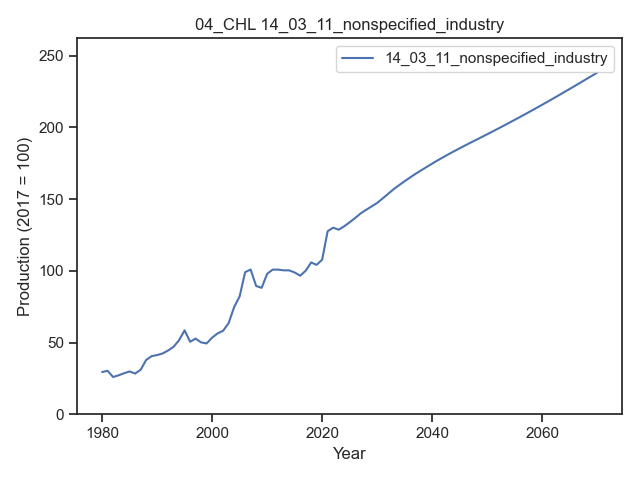 04_CHL 14_03_11_nonspecified_industry
14_03_11_nonspecified_industry
Production (2017 = 100)
250
200
150
100
50
0
1980
2000
2020
2040
2060
Year